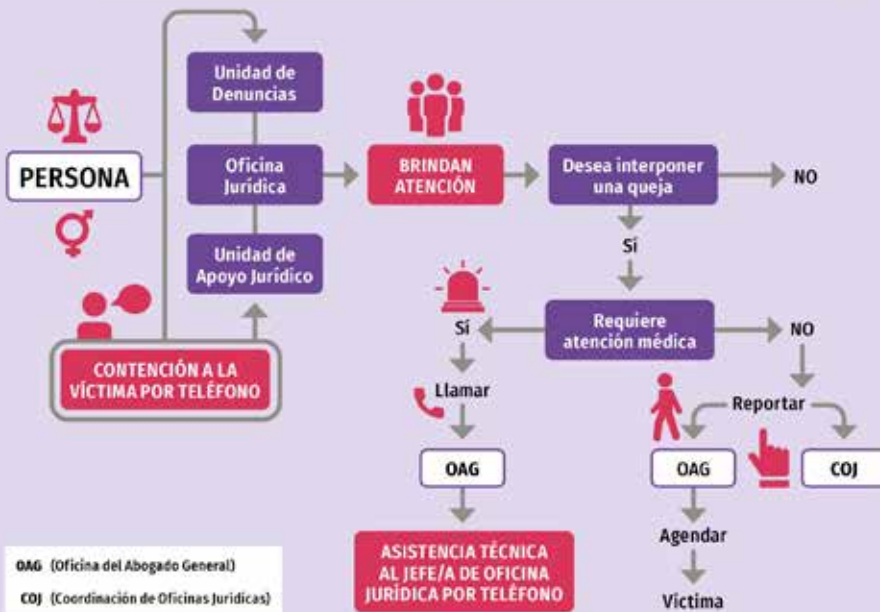 PERSONA
Unidad de
Denuncias
Oficina
Jurídica
Unidad de
Apoyo Jurídico
CONTENCIÓN A LA
VÍCTIMA POR TELÉFONO
BRINDAN
ATENCIÓN
Desea interponer
una queja
NO
Sí
Requiere
atención médica
Sí
NO
Llamar
Reportar
OAG
OAG
COJ
ASISTENCIA TÉCNICA
AL JEFE/A DE OFICINA
JURÍDICA POR TELÉFONO
Agendar
Víctima
OAG (Oficina del Abogado General)
COJ (Coordinación de Oficinas Jurídicas)